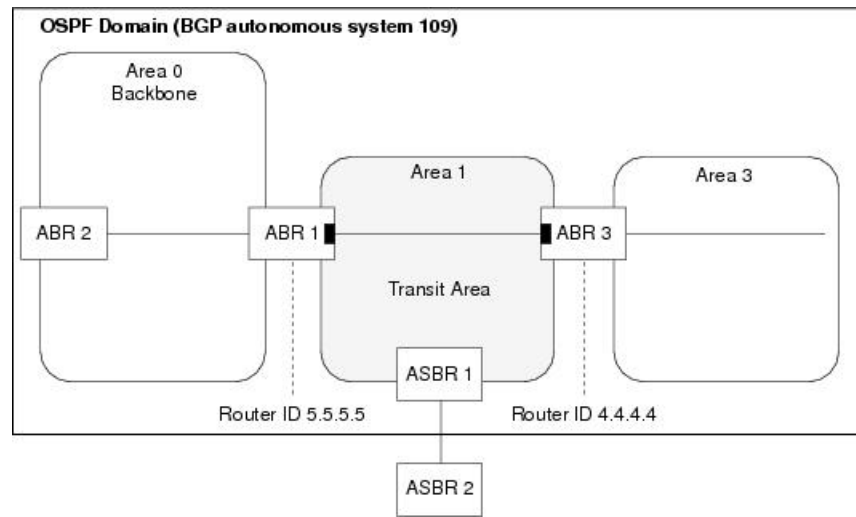 OSPF Domain (BGP autonomous system 109)
Area 0
Backbone
Area 1
Area 3
ABR 2
ABR 1
ABR 3
Transit Area
ASBR 1
Router ID 5.5.5.5
Router ID 4.4.4.4
ASBR 2